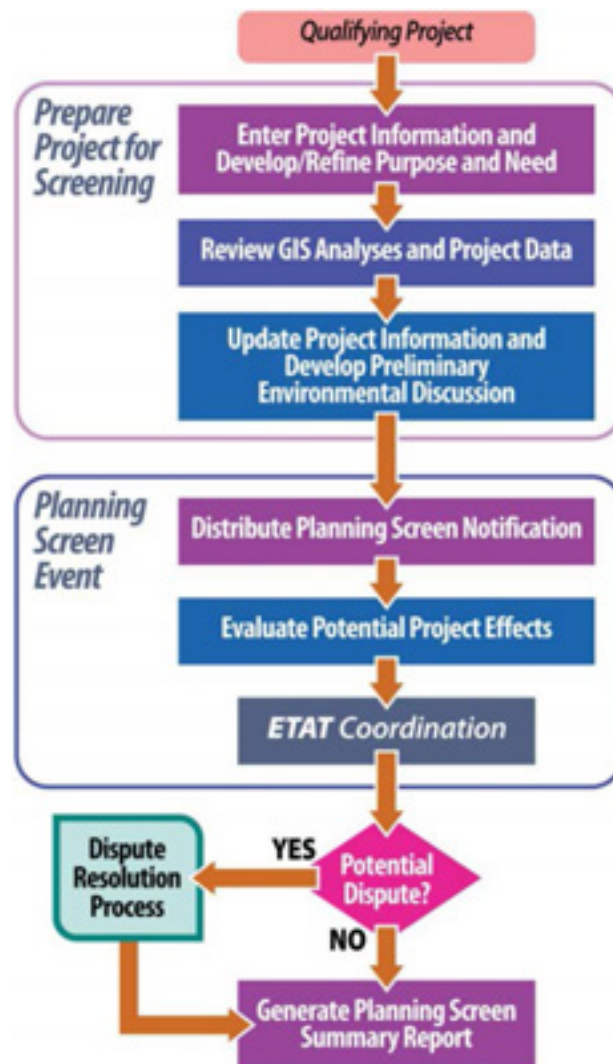 Qualifying Project
Prepare
Project for
Screening
Enter Project Information and
Develop/Refine Purpose and Need
Review GIS Analyses and Project Data
Update Project Information and
Develop Preliminary
Environmental Discussion
Planning
Screen
Event
Distribute Planning Screen Notification
Evaluate Potential Project Effects
ETAT Coordination
Potential
Dispute?
YES
Dispute
Resolution
Process
NO
Generate Planning Screen
Summary Report